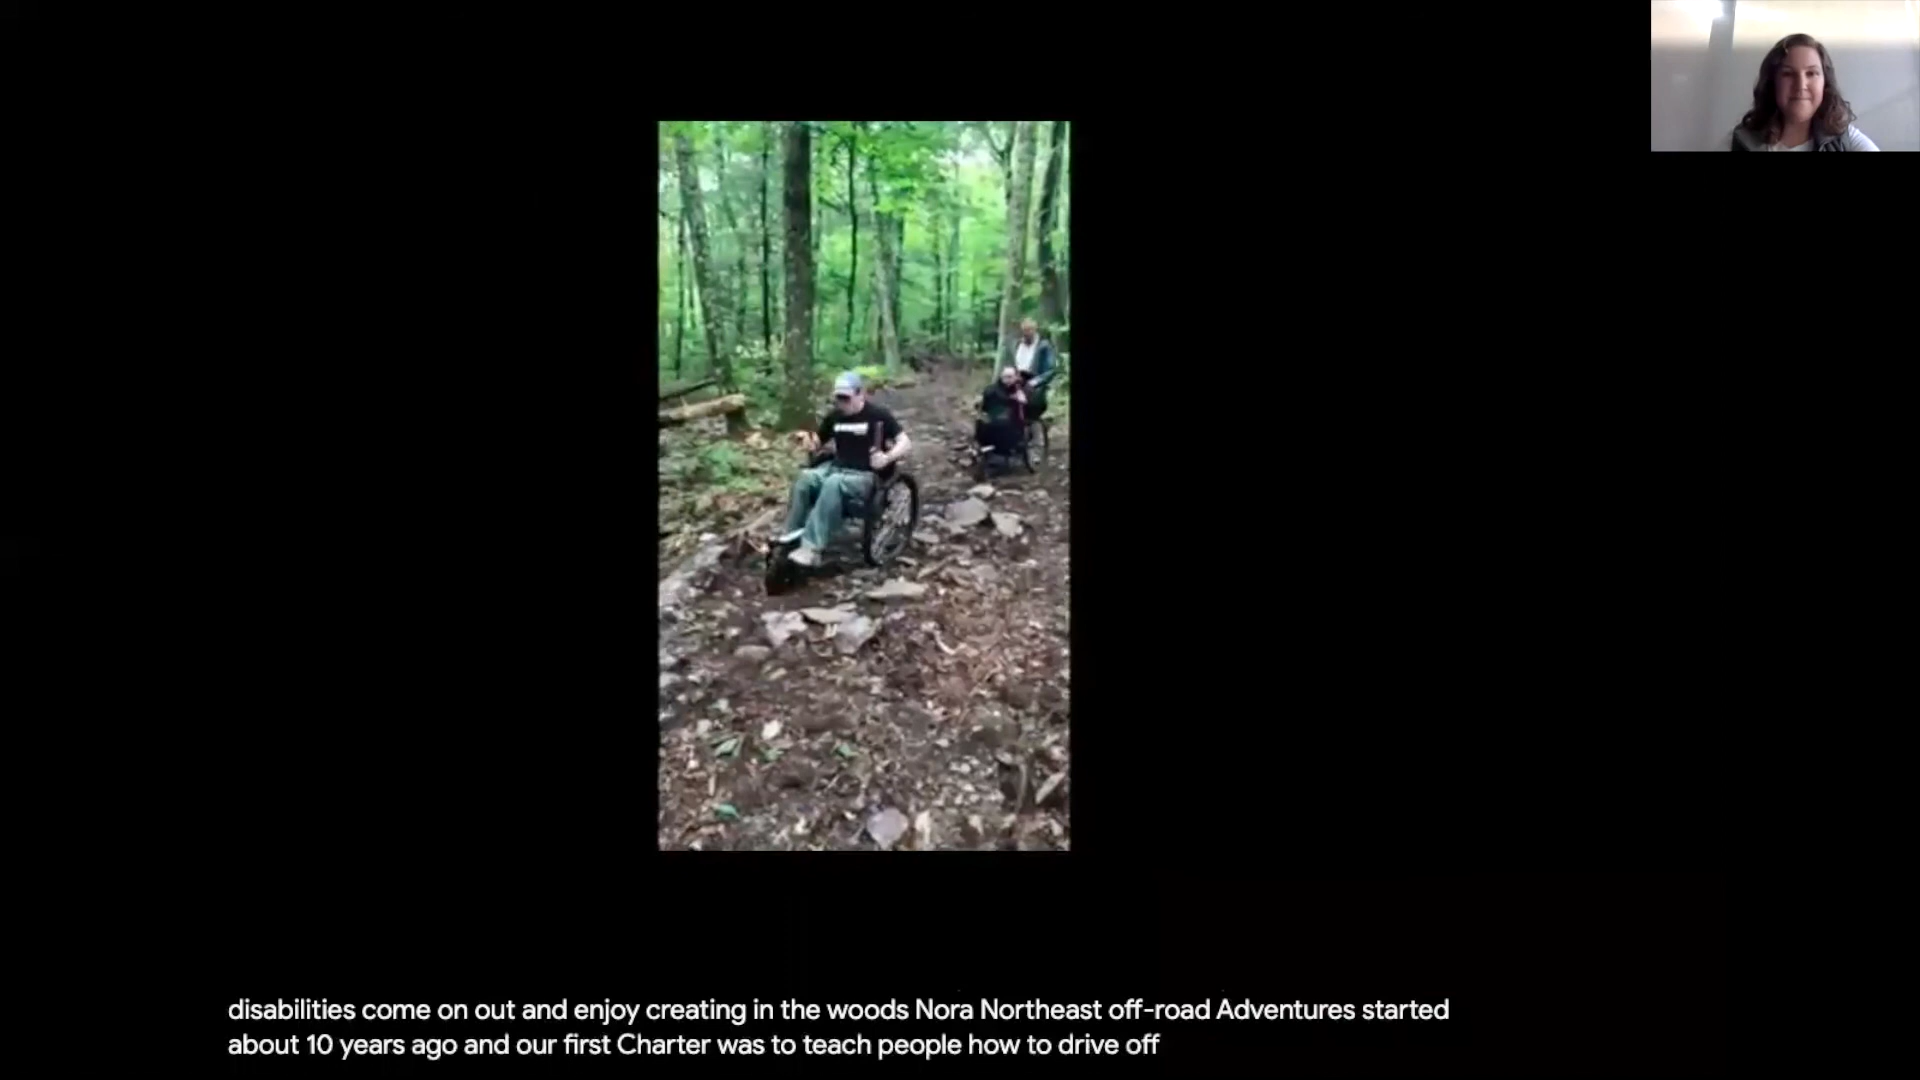 disabilities come on out and enjoy creating in the woods Nora Northeast off-road Adventures started
about 10 years ago and our first Charter was to teach people how to drive off